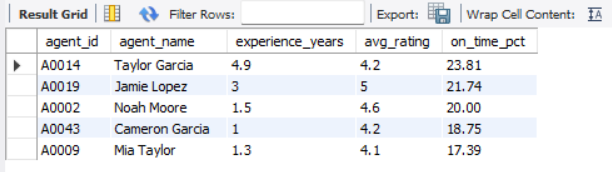 Result Grid Filter Rows: Export: Wrap Cell Content: IA
agent_id agent_name experience_years avg_rating on_time_pct
A0014 Taylor Garcia 4.9 4.2 23.81
A0019 Jamie Lopez 3 5 21.74
A0002 Noah Moore 1.5 4.6 20.00
A0043 Cameron Garcia 1 4.2 18.75
A0009 Mia Taylor 1.3 4.1 17.39